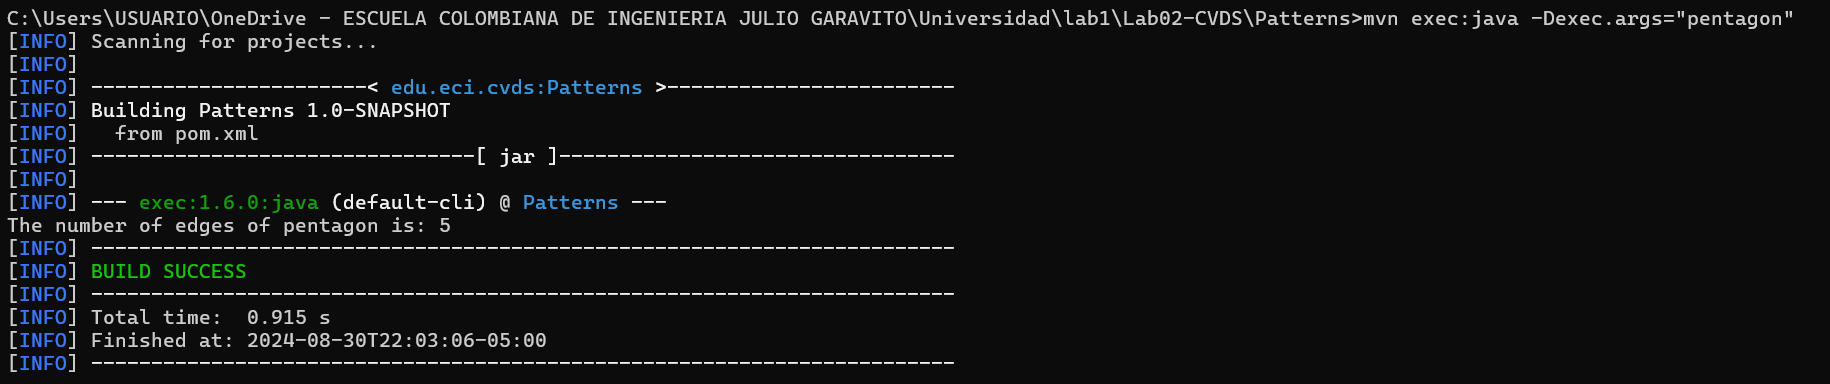 C:\Users\USUARIO\OneDrive - ESCUELA COLOMBIANA DE INGENIERIA JULIO GARAVITO\Universidad\lab1\Lab02-CVDS\Patterns>mvn exec:java -Dexec.args="pentagon"
[INFO] Scanning for projects...
[INFO]
[INFO] -----------------------< edu.eci.cvds:Patterns >------------------------
[INFO] Building Patterns 1.0-SNAPSHOT
[INFO]   from pom.xml
[INFO] --------------------------------[ jar ]---------------------------------
[INFO]
[INFO] --- exec:1.6.0:java (default-cli) @ Patterns ---
The number of edges of pentagon is: 5
[INFO] ------------------------------------------------------------------------
[INFO] BUILD SUCCESS
[INFO] ------------------------------------------------------------------------
[INFO] Total time:  0.915 s
[INFO] Finished at: 2024-08-30T22:03:06-05:00
[INFO] ------------------------------------------------------------------------